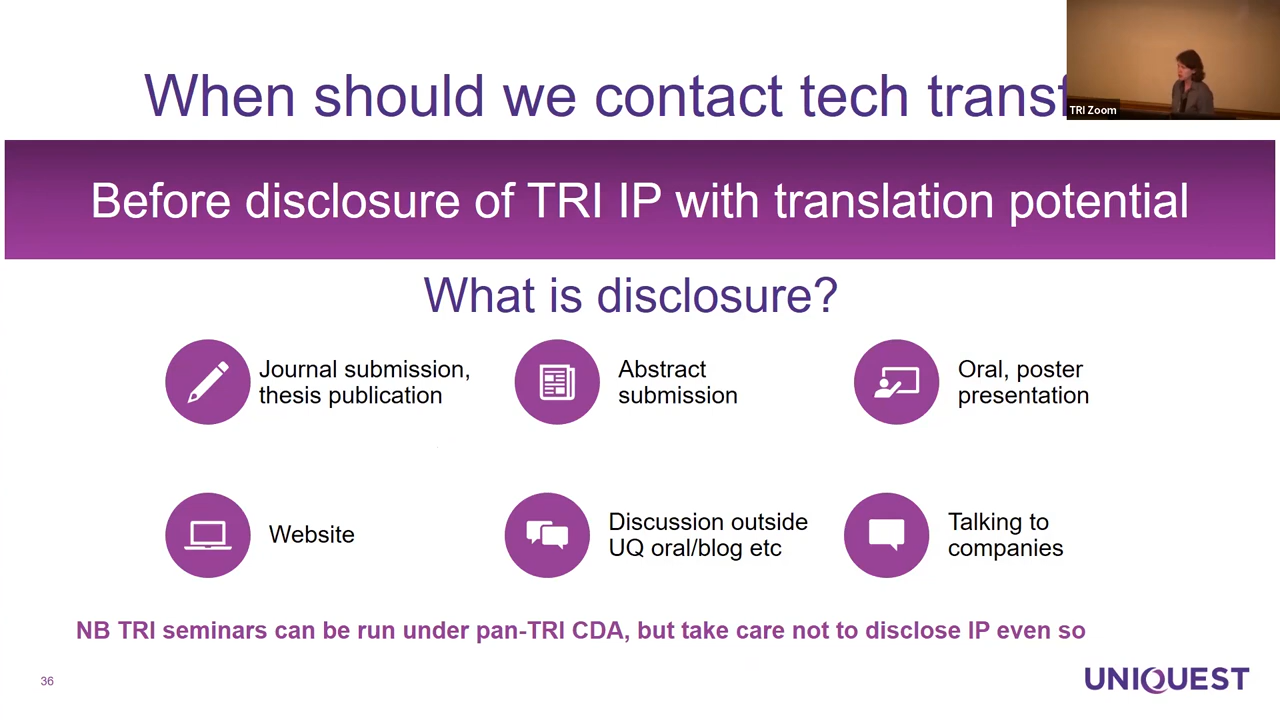 When should we contact tech
TRI Zoom
Before disclosure of TRI IP with translation potential
What is disclosure?
Journal submission,
thesis publication
Abstract
submission
Oral, poster
presentation
Website
Discussion outside
UQ oral/blog etc
Talking to
companies
NB TRI seminars can be run under pan-TRI CDA, but take care not to disclose IP even so
36
UNIQUEST